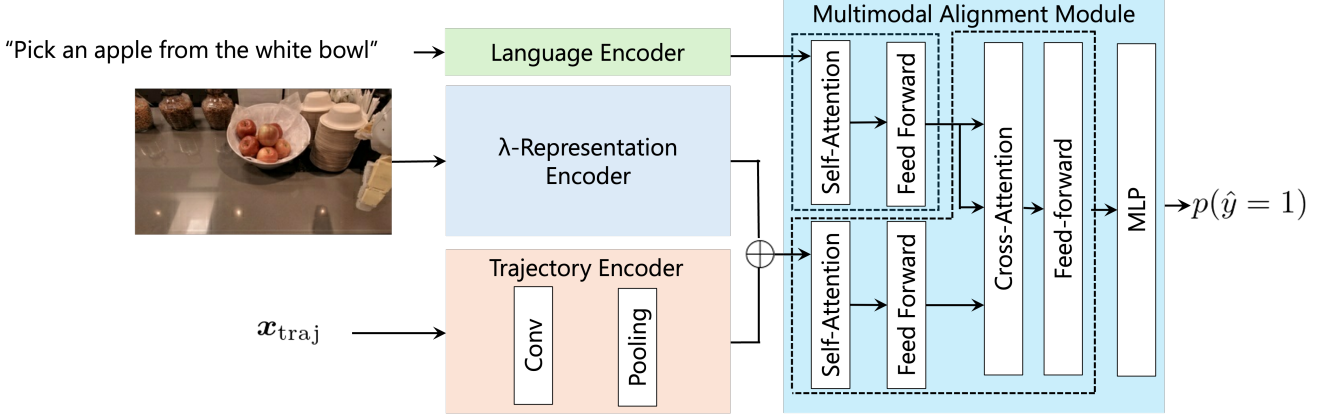 “Pick an apple from the white bowl”
Language Encoder
λ-Representation
Encoder
Trajectory Encoder
Conv
Pooling
x_traj
Multimodal Alignment Module
Self-Attention
Feed Forward
Self-Attention
Feed Forward
Cross-Attention
Feed-forward
MLP
p(ŷ = 1)